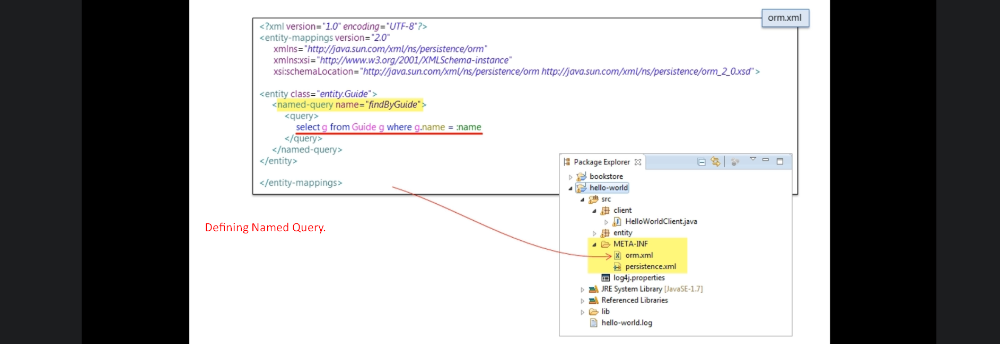 orm.xml
<?xml version="1.0" encoding="UTF-8"?>
<entity-mappings version="2.0"
xmlns="http://java.sun.com/xml/ns/persistence/orm"
xmlns:xsi="http://www.w3.org/2001/XMLSchema-instance"
xsi:schemaLocation="http://java.sun.com/xml/ns/persistence/orm http://java.sun.com/xml/ns/persistence/orm_2_0.xsd">
<entity class="entity.Guide">
<named-query name="findByGuide">
<query>
select g from Guide g where g.name = :name
</query>
</named-query>
</entity>
</entity-mappings>
Defining Named Query.
Package Explorer
bookstore
hello-world
src
client
HelloWorldClient.java
entity
META-INF
orm.xml
persistence.xml
log4j.properties
JRE System Library [JavaSE-1.7]
Referenced Libraries
lib
hello-world.log